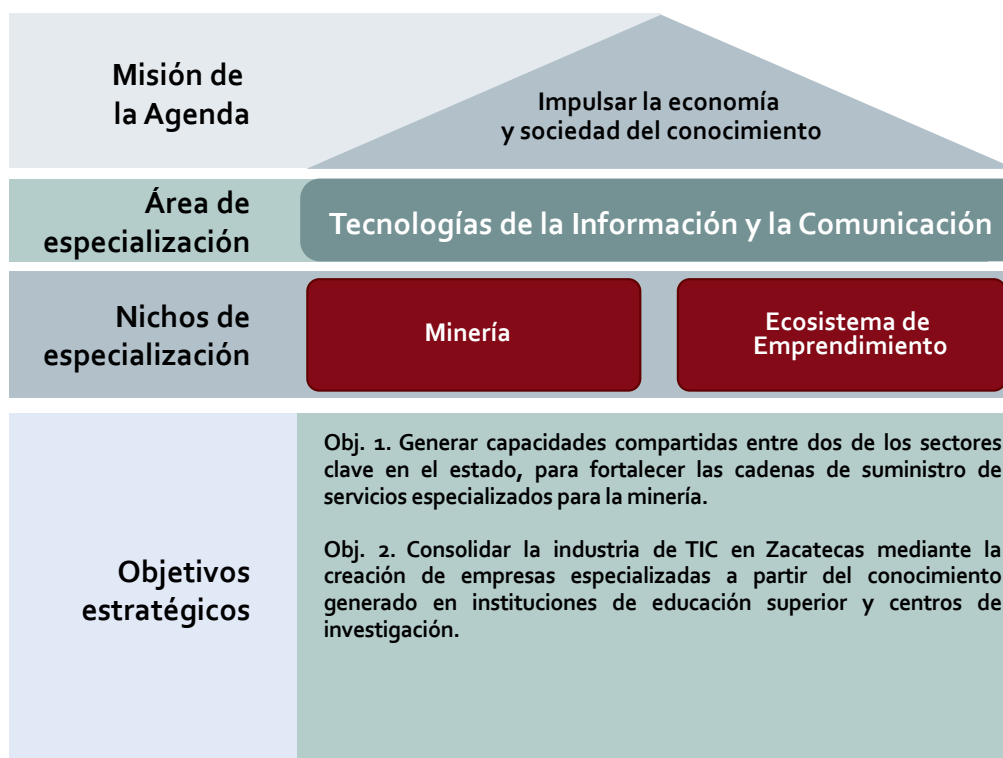 Misión de
la Agenda
Impulsar la economía
y sociedad del conocimiento
Área de
especialización
Tecnologías de la Información y la Comunicación
Nichos de
especialización
Minería
Ecosistema de
Emprendimiento
Objetivos
estratégicos
Obj. 1. Generar capacidades compartidas entre dos de los sectores
clave en el estado, para fortalecer las cadenas de suministro de
servicios especializados para la minería.
Obj. 2. Consolidar la industria de TIC en Zacatecas mediante la
creación de empresas especializadas a partir del conocimiento
generado en instituciones de educación superior y centros de
investigación.